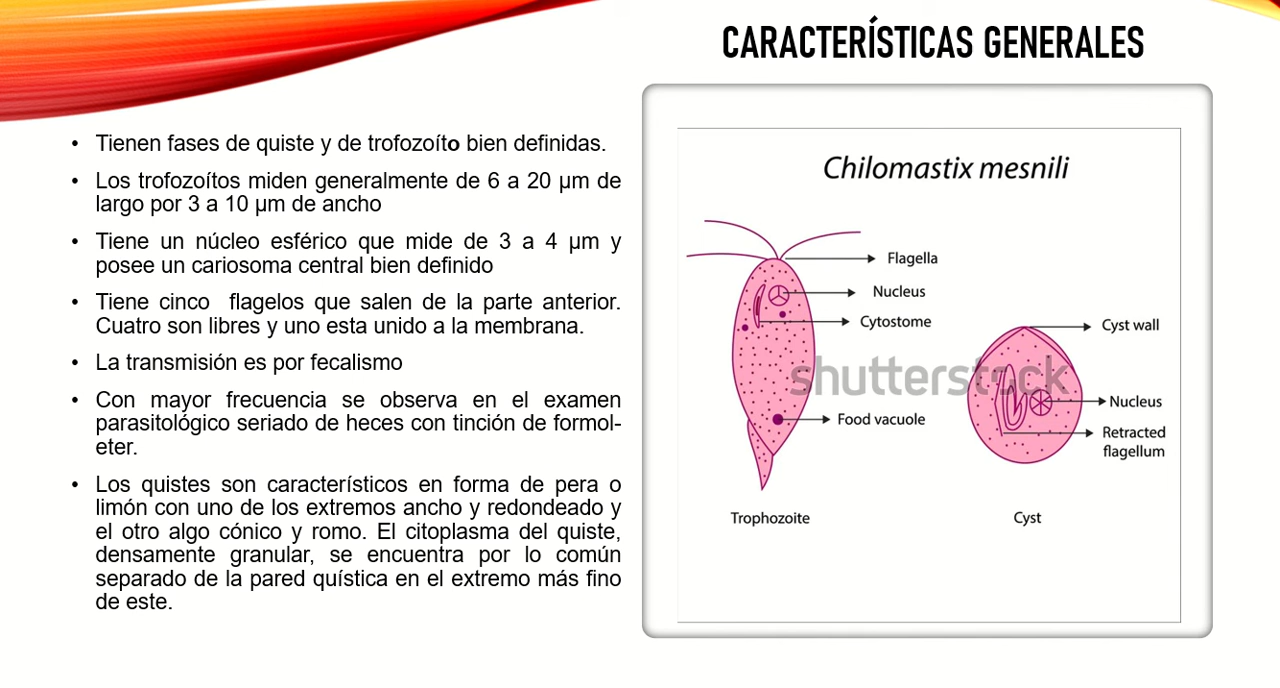 CARACTERÍSTICAS GENERALES
• Tienen fases de quiste y de trofozoíto bien definidas.
• Los trofozoítos miden generalmente de 6 a 20 µm de
largo por 3 a 10 µm de ancho
• Tiene un núcleo esférico que mide de 3 a 4 µm y
posee un cariosoma central bien definido
• Tiene cinco flagelos que salen de la parte anterior.
Cuatro son libres y uno esta unido a la membrana.
• La transmisión es por fecalismo
• Con mayor frecuencia se observa en el examen
parasitológico seriado de heces con tinción de formol-
eter.
• Los quistes son característicos en forma de pera o
limón con uno de los extremos ancho y redondeado y
el otro algo cónico y romo. El citoplasma del quiste,
densamente granular, se encuentra por lo común
separado de la pared quística en el extremo más fino
de este.
Chilomastix mesnili
Flagella
Nucleus
Cytostome
Food vacuole
Trophozoite
Cyst wall
Nucleus
Retracted
flagellum
Cyst
shutterstock